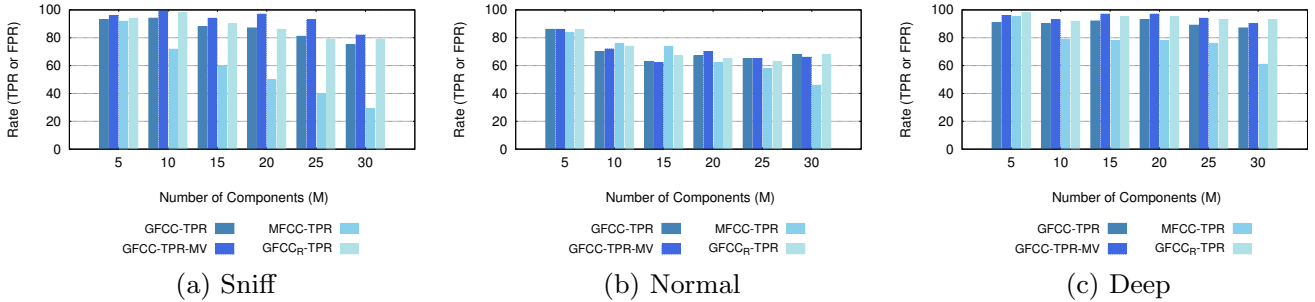 Rate (TPR or FPR)
100
80
60
40
20
0
5 10 15 20 25 30
Number of Components (M)
GFCC-TPR
MFCC-TPR
GFCC-TPR-MV
GFCC_R-TPR
(a) Sniff
Rate (TPR or FPR)
100
80
60
40
20
0
5 10 15 20 25 30
Number of Components (M)
GFCC-TPR
MFCC-TPR
GFCC-TPR-MV
GFCC_R-TPR
(b) Normal
Rate (TPR or FPR)
100
80
60
40
20
0
5 10 15 20 25 30
Number of Components (M)
GFCC-TPR
MFCC-TPR
GFCC-TPR-MV
GFCC_R-TPR
(c) Deep